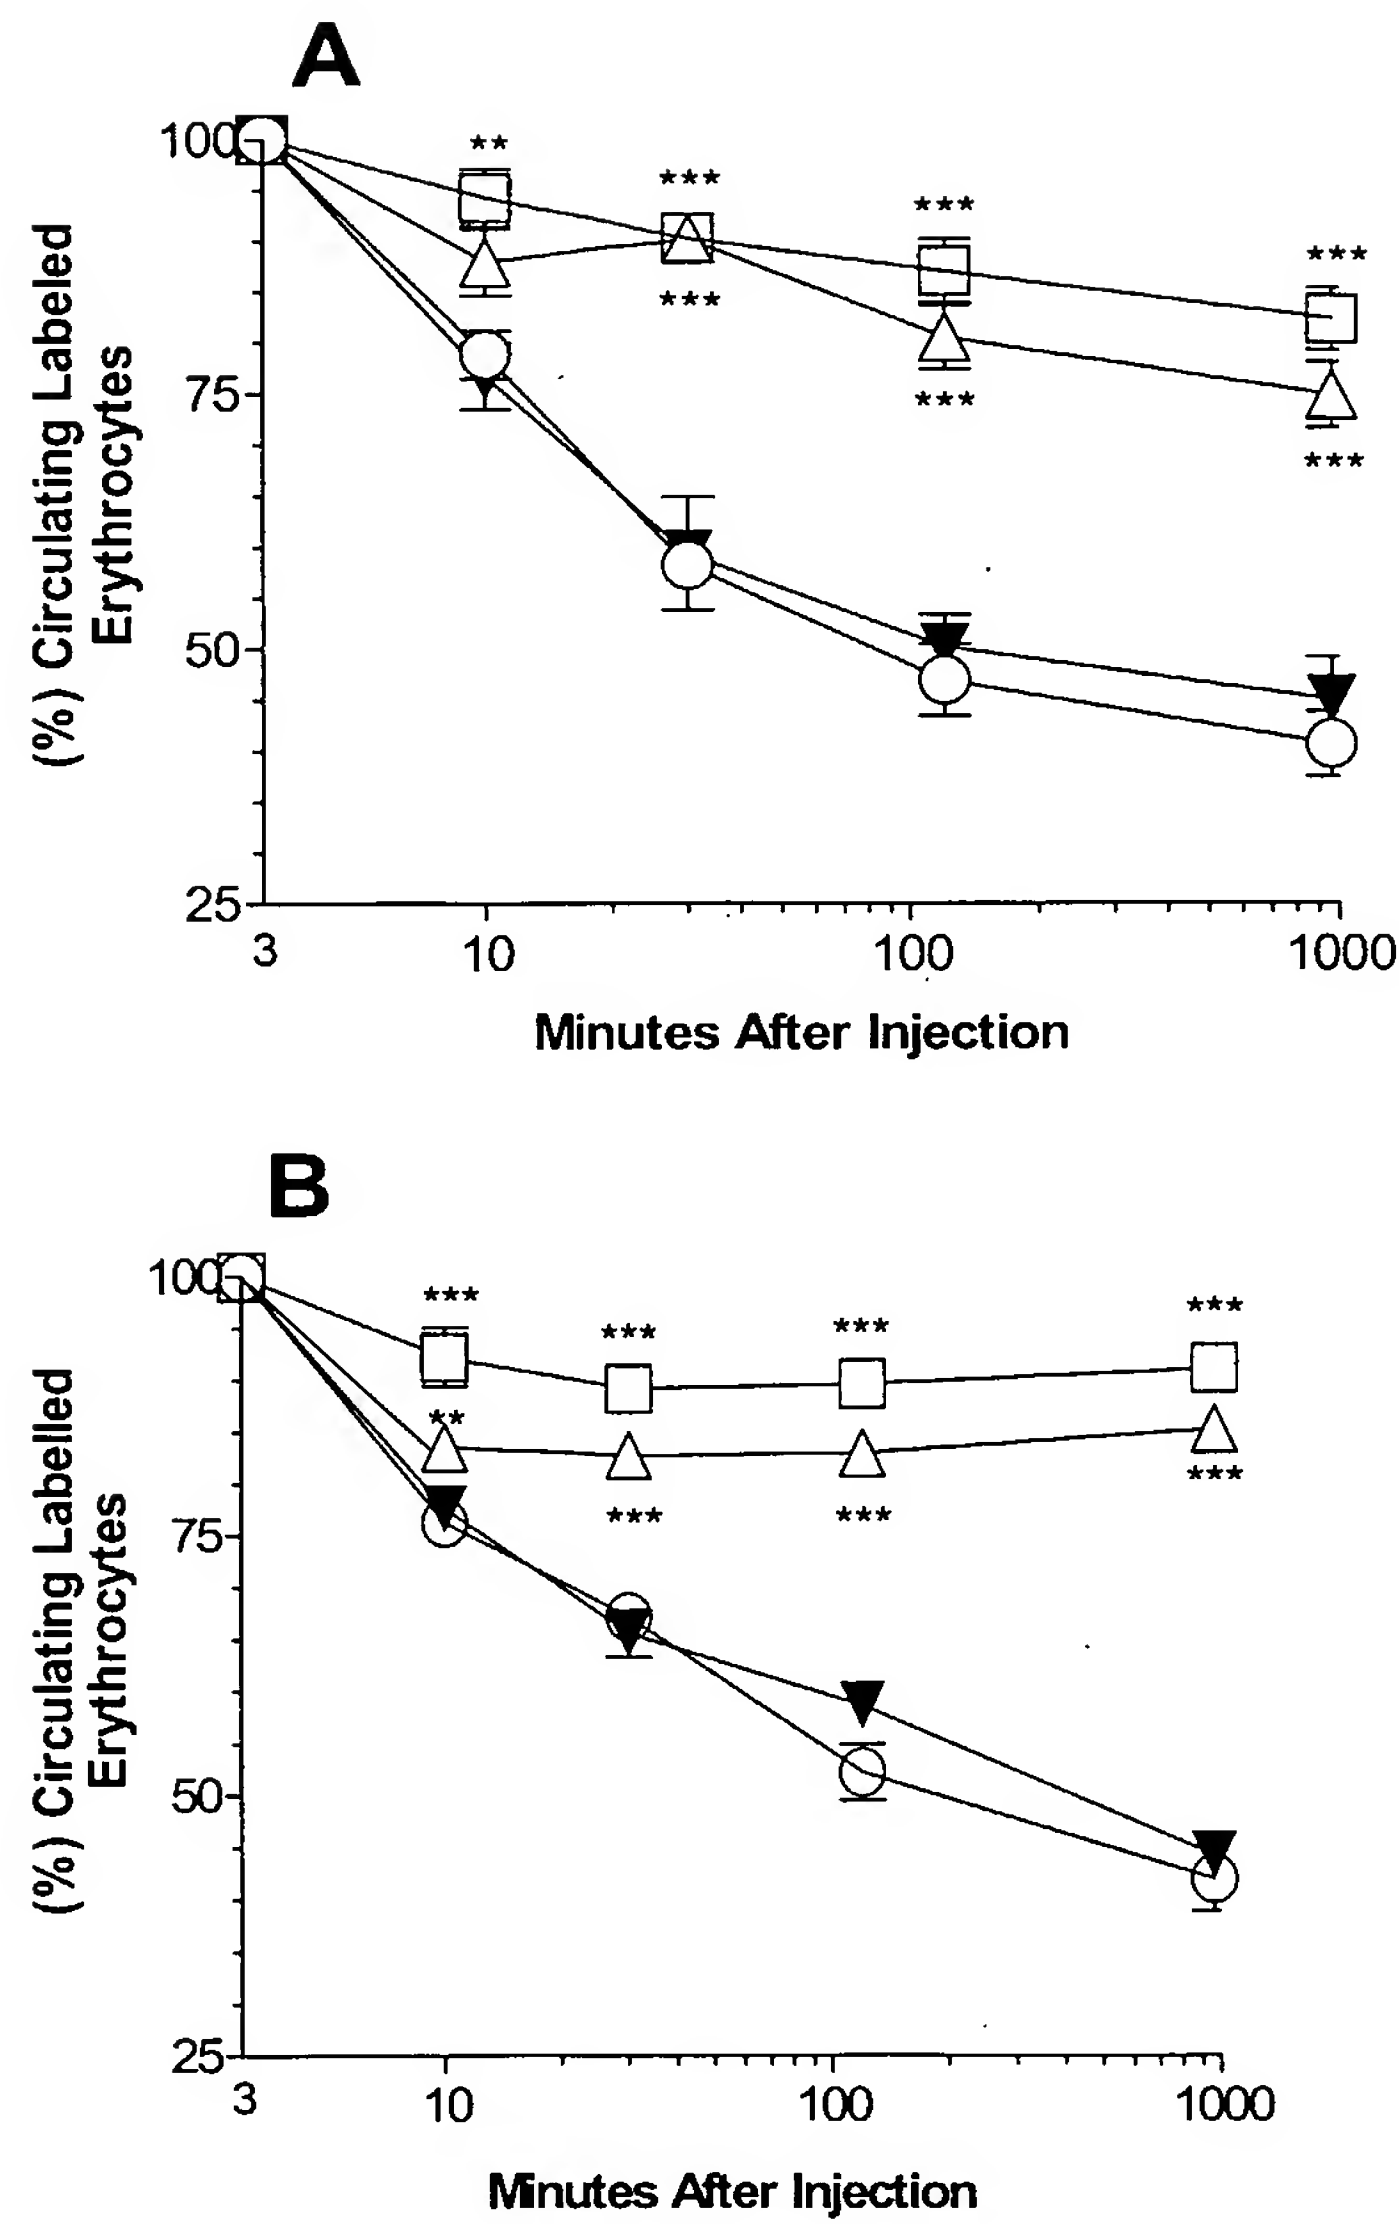 A
100
**
***
***
***
***
75
***
***
50
25
3 10 100 1000
(%) Circulating Labeled
Erythrocytes
Minutes After Injection
B
100
***
***
***
***
**
***
***
***
75
50
25
3 10 100 1000
(%) Circulating Labelled
Erythrocytes
Minutes After Injection